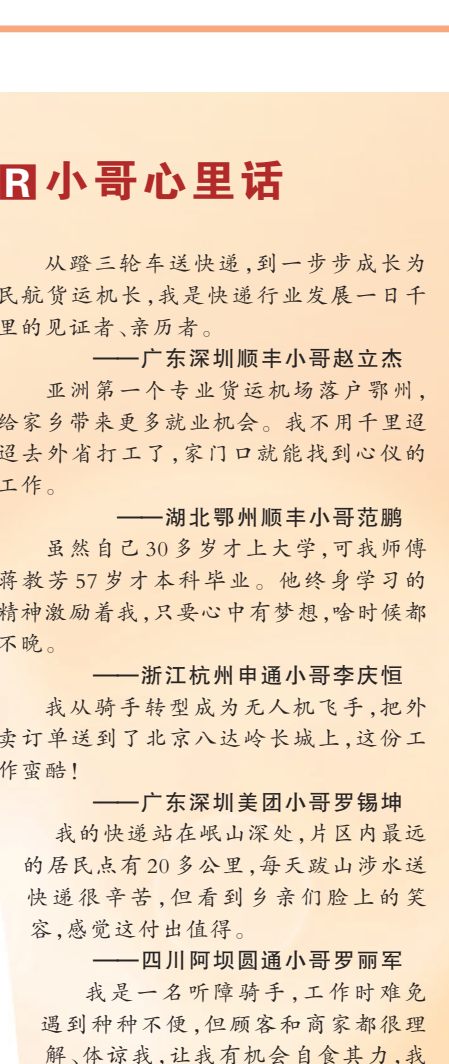 R小哥心里话
从蹬三轮车送快递,到一步步成长为
民航货运机长,我是快递行业发展一日千
里的见证者、亲历者。
——广东深圳顺丰小哥赵立杰
亚洲第一个专业货运机场落户鄂州,
给家乡带来更多就业机会。我不用千里迢
迢去外省打工了,家门口就能找到心仪的
工作。
——湖北鄂州顺丰小哥范鹏
虽然自己30多岁才上大学,可我师傅
蒋教芳57岁才本科毕业。他终身学习的
精神激励着我,只要心中有梦想,啥时候都
不晚。
——浙江杭州申通小哥李庆恒
我从骑手转型成为无人机飞手,把外
卖订单送到了北京八达岭长城上,这份工
作蛮酷!
——广东深圳美团小哥罗锡坤
我的快递站在岷山深处,片区内最远
的居民点有20多公里,每天跋山涉水送
快递很辛苦,但看到乡亲们脸上的笑
容,感觉这付出值得。
——四川阿坝圆通小哥罗丽军
我是一名听障骑手,工作时难免
遇到种种不便,但顾客和商家都很理
解、体谅我,让我有机会自食其力,我